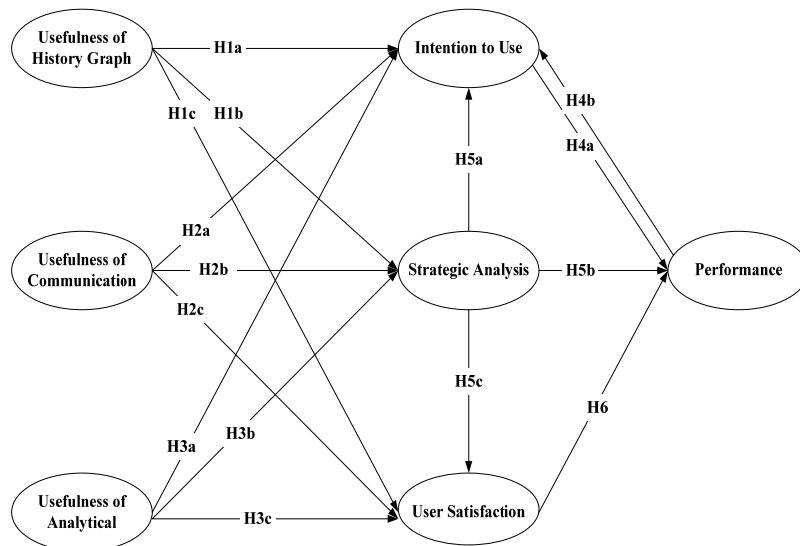 Usefulness of
History Graph
H1a
Intention to Use
H1c
H1b
H4b
H4a
H5a
H2a
Usefulness of
Communication
H2b
Strategic Analysis
H5b
Performance
H2c
H5c
H3a
H3b
H6
Usefulness of
Analytical
H3c
User Satisfaction